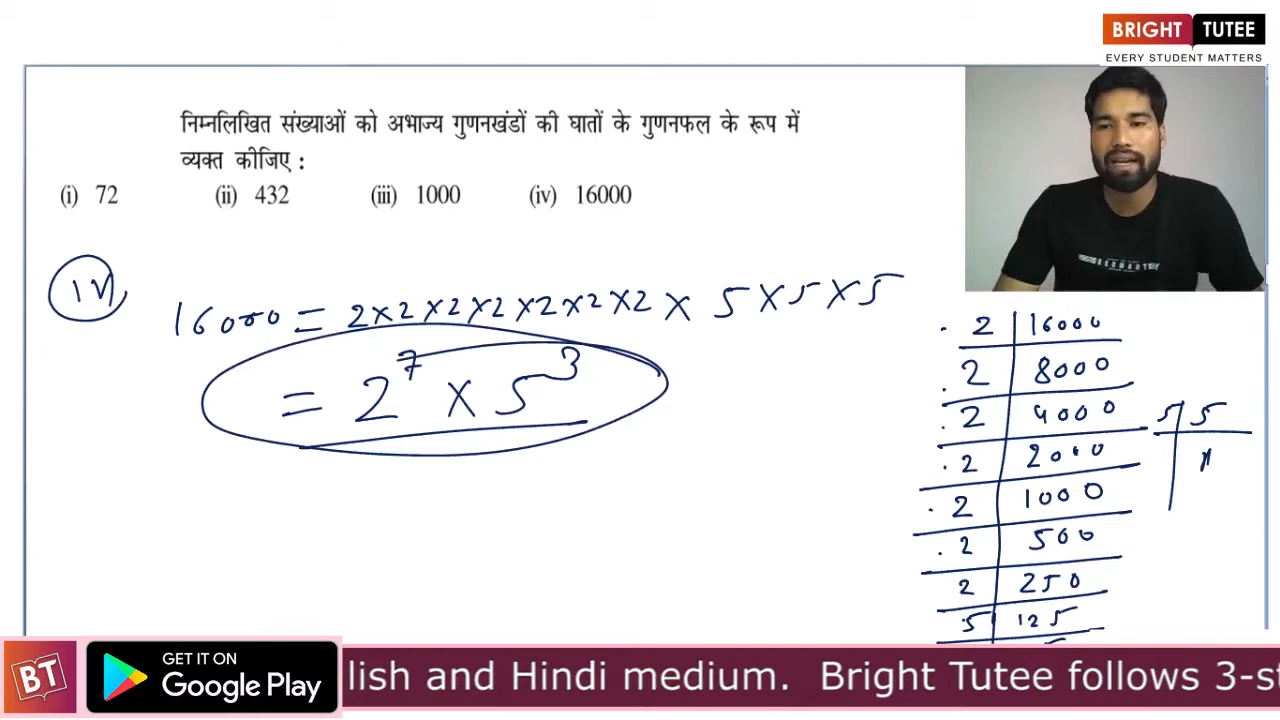 BRIGHT TUTEE
EVERY STUDENT MATTERS
निम्नलिखित संख्याओं को अभाज्य गुणनखंडों की घातों के गुणनफल के रूप में
व्यक्त कीजिए :
(i) 72 (ii) 432 (iii) 1000 (iv) 16000
iv
16000 = 2×2×2×2×2×2×2 × 5×5×5
= 2⁷ × 5³
2 | 16000
2 | 8000
2 | 4000
2 | 2000
2 | 1000
2 | 500
2 | 250
5 | 125
5 | 5
1
BT
GET IT ON
Google Play
lish and Hindi medium. Bright Tutee follows 3-st